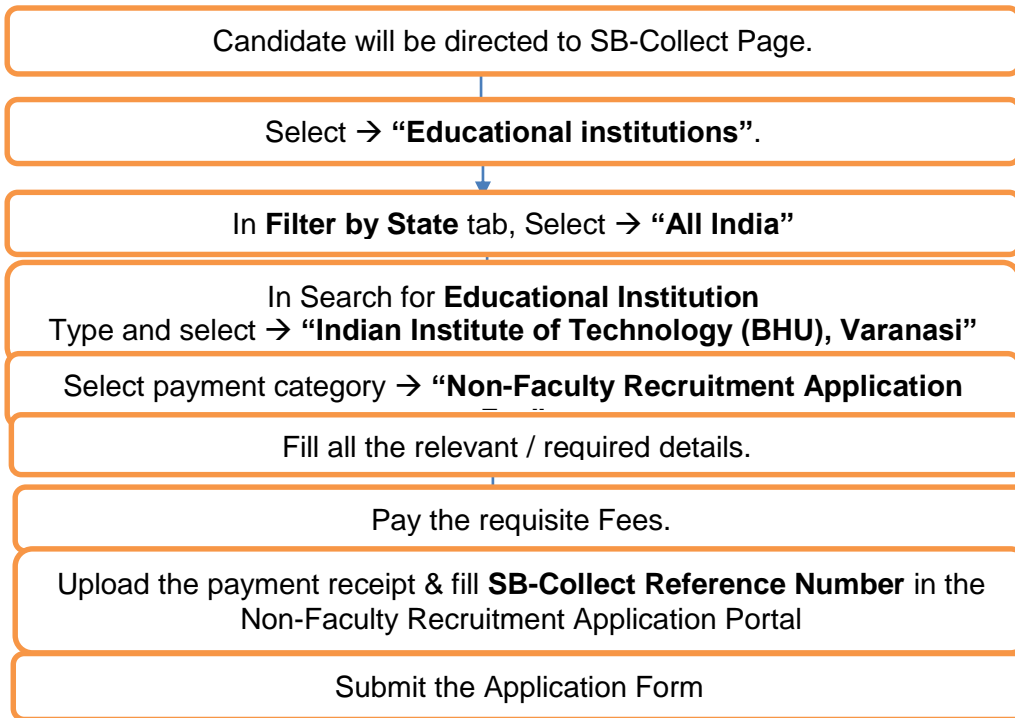 Candidate will be directed to SB-Collect Page.
Select → “Educational institutions”.
In Filter by State tab, Select → “All India”
In Search for Educational Institution
Type and select → “Indian Institute of Technology (BHU), Varanasi”
Select payment category → “Non-Faculty Recruitment Application
Fill all the relevant / required details.
Pay the requisite Fees.
Upload the payment receipt & fill SB-Collect Reference Number in the
Non-Faculty Recruitment Application Portal
Submit the Application Form